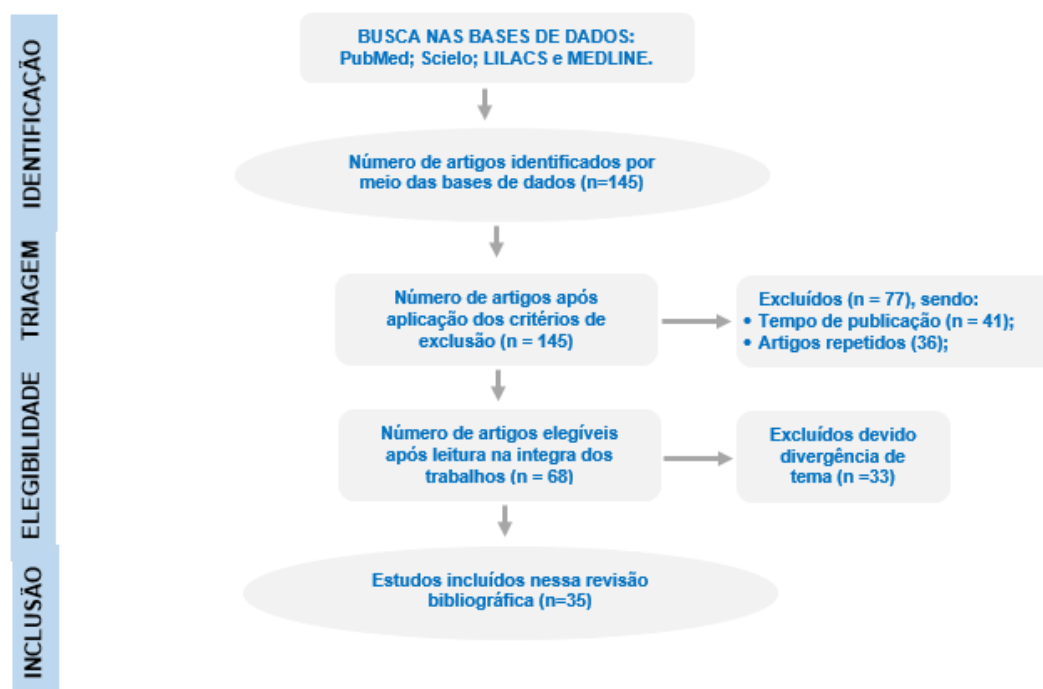 IDENTIFICAÇÃO
BUSCA NAS BASES DE DADOS:
PubMed; Scielo; LILACS e MEDLINE.
Número de artigos identificados por
meio das bases de dados (n=145)
TRIAGEM
Número de artigos após
aplicação dos critérios de
exclusão (n = 145)
Excluídos (n = 77), sendo:
• Tempo de publicação (n = 41);
• Artigos repetidos (36);
ELEGIBILIDADE
Número de artigos elegíveis
após leitura na integra dos
trabalhos (n = 68)
Excluídos devido
divergência de
tema (n =33)
INCLUSÃO
Estudos incluídos nessa revisão
bibliográfica (n=35)